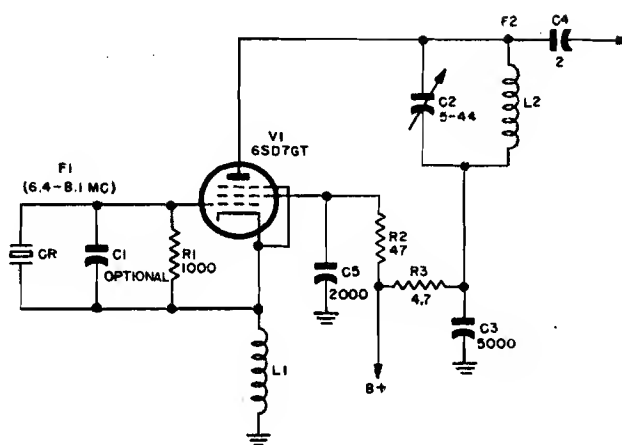 F2
C4
2
C2
5-44
L2
V1
6SD7GT
F1
(6.4-8.1 MC)
CR
C1
OPTIONAL
R1
1000
C5
2000
R2
47
R3
4.7
C3
5000
L1
B+